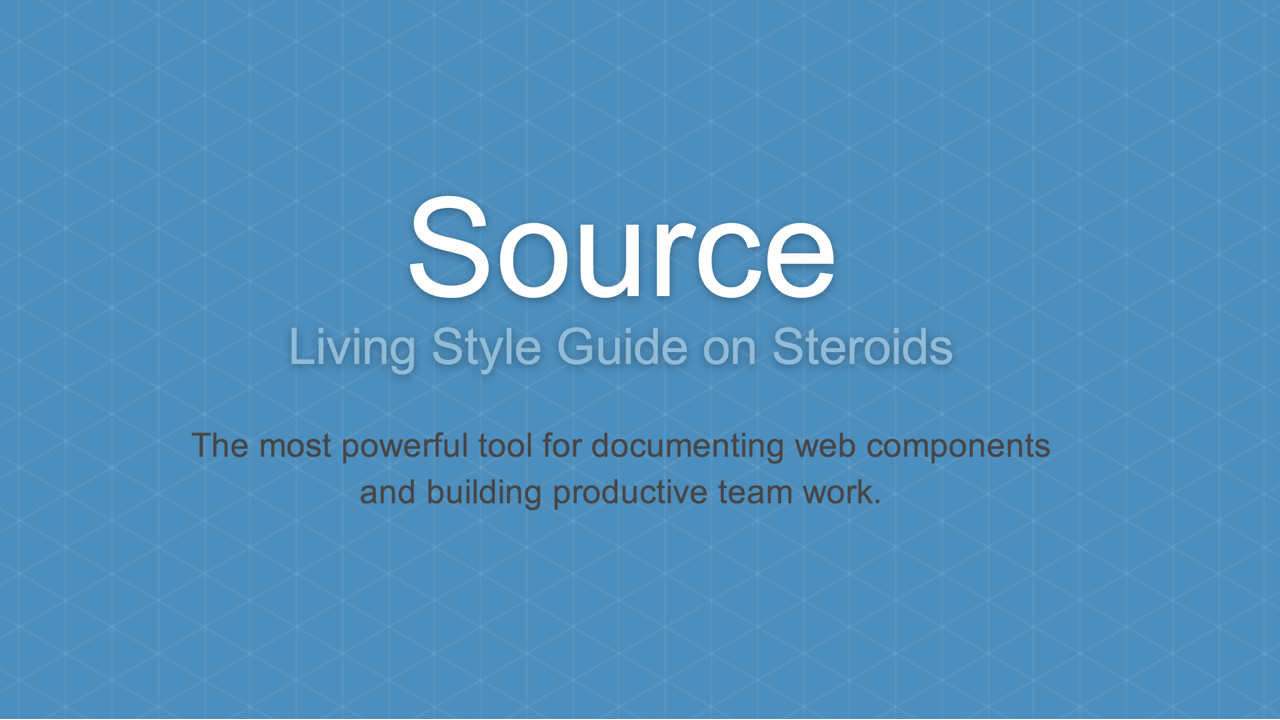 Source
Living Style Guide on Steroids
The most powerful tool for documenting web components
and building productive team work.